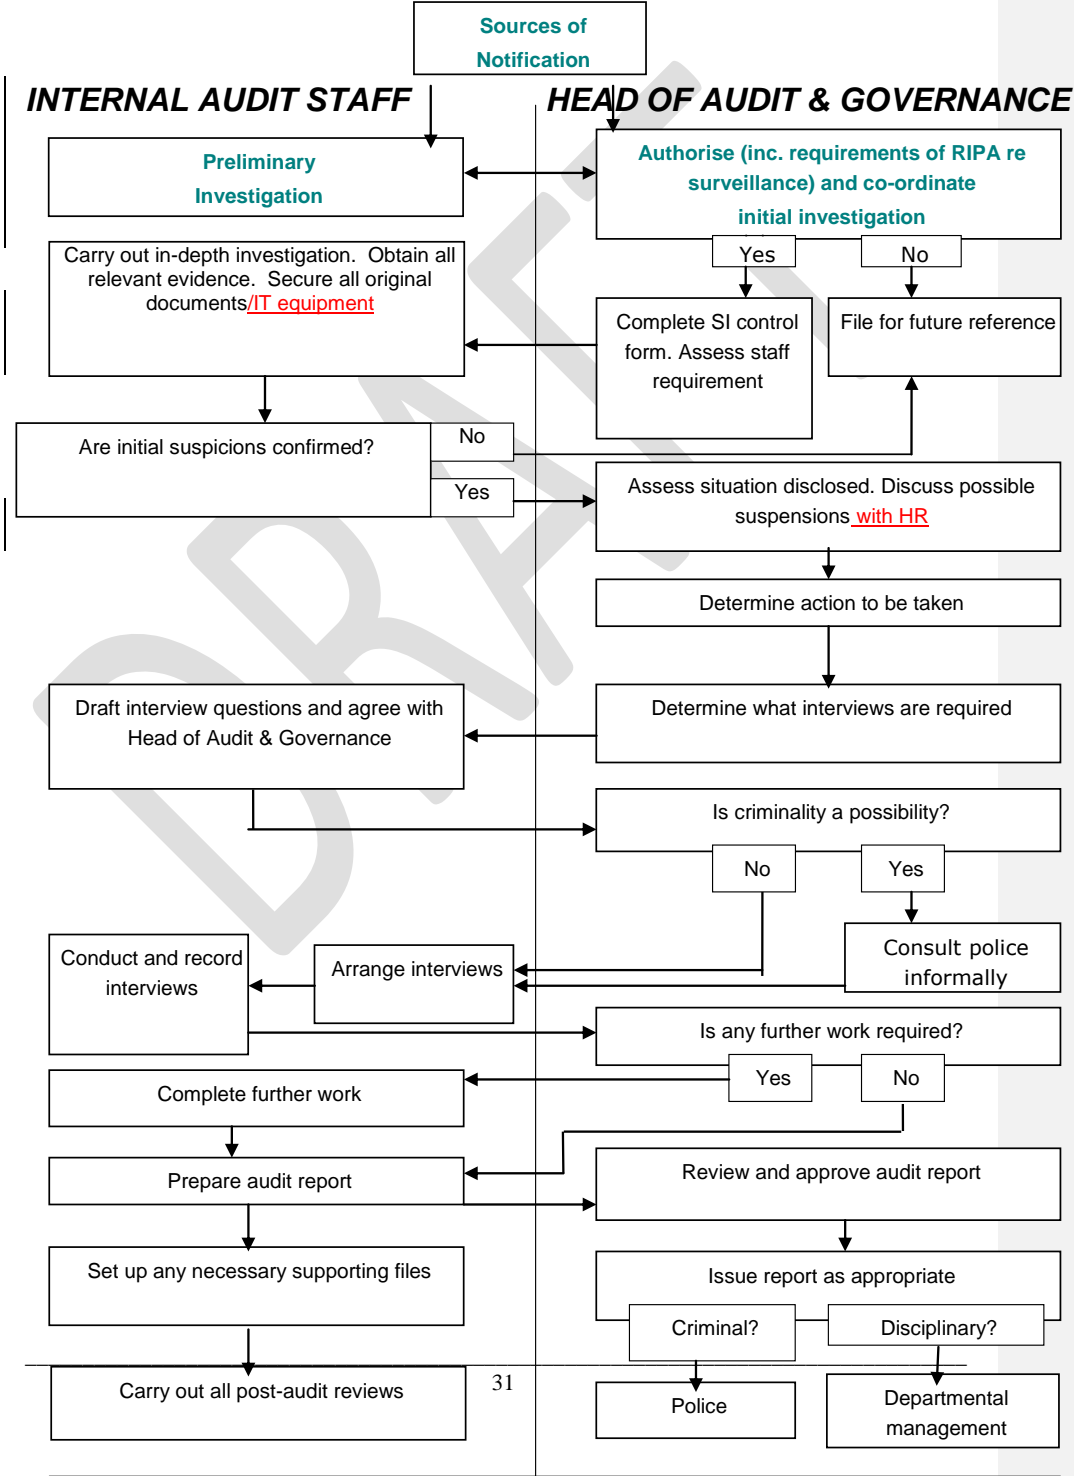 Sources of
Notification
INTERNAL AUDIT STAFF
HEAD OF AUDIT & GOVERNANCE
Preliminary
Investigation
Authorise (inc. requirements of RIPA re
surveillance) and co-ordinate
initial investigation
Yes
No
Carry out in-depth investigation.  Obtain all
relevant evidence.  Secure all original
documents/IT equipment
Complete SI control
form. Assess staff
requirement
File for future reference
Are initial suspicions confirmed?
No
Yes
Assess situation disclosed. Discuss possible
suspensions with HR
Determine action to be taken
Draft interview questions and agree with
Head of Audit & Governance
Determine what interviews are required
Is criminality a possibility?
No
Yes
Conduct and record
interviews
Arrange interviews
Consult police
informally
Is any further work required?
Yes
No
Complete further work
Prepare audit report
Review and approve audit report
Set up any necessary supporting files
Issue report as appropriate
Criminal?
Disciplinary?
Carry out all post-audit reviews
31
Police
Departmental
management
DRAFT